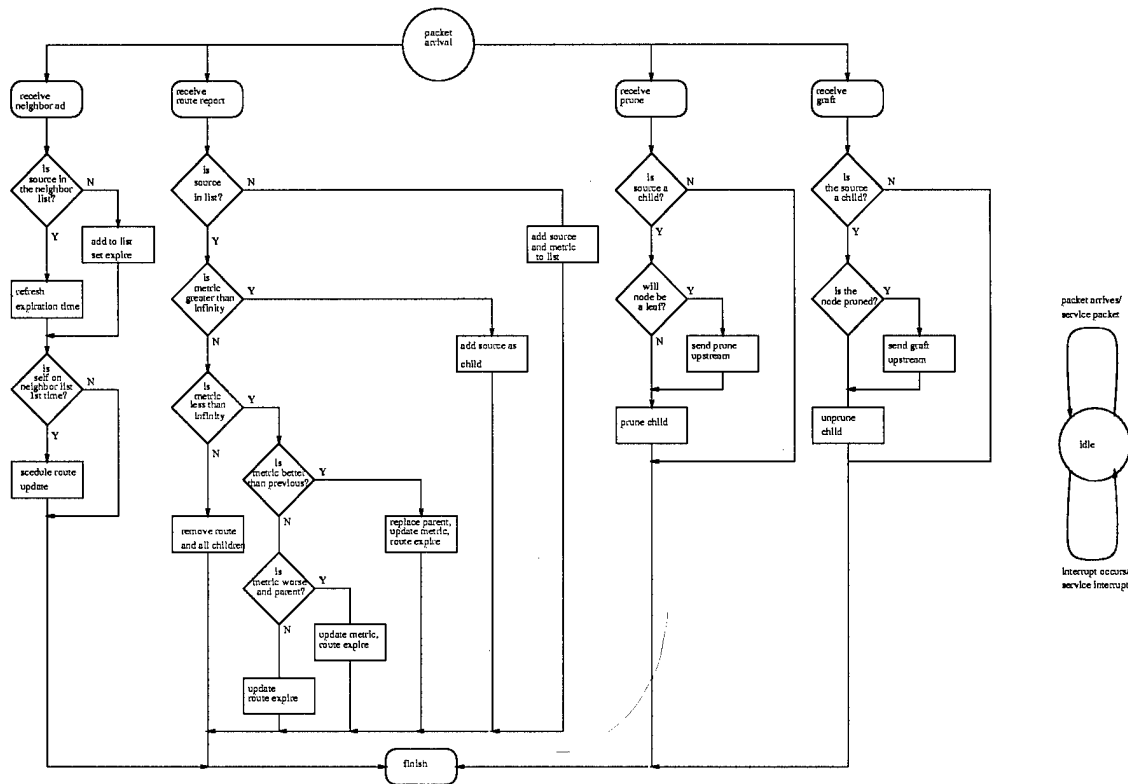 packet
arrival
receive
neighbor ad
receive
route report
receive
prune
receive
graft
is
source in
the neighbor
list?
N
Y
add to list
set expire
refresh
expiration time
is
self on
neighbor list
1st time?
N
Y
scedule route
update
is
source
in list?
N
Y
add source
and metric
to list
is
metric
greater than
infinity
Y
N
add source as
child
is
metric
less than
infinity
Y
N
remove route
and all children
is
metric better
than previous?
Y
N
replace parent,
update metric,
route expire
is
metric worse
and parent?
Y
N
update metric,
route expire
update
route expire
is
source a
child?
N
Y
will
node be
a leaf?
Y
N
send prune
upstream
prune child
is
the source
a child?
N
Y
is the
node pruned?
Y
N
send graft
upstream
unprune
child
finish
packet arrives/
service packet
idle
interrupt occurs/
service interrupt